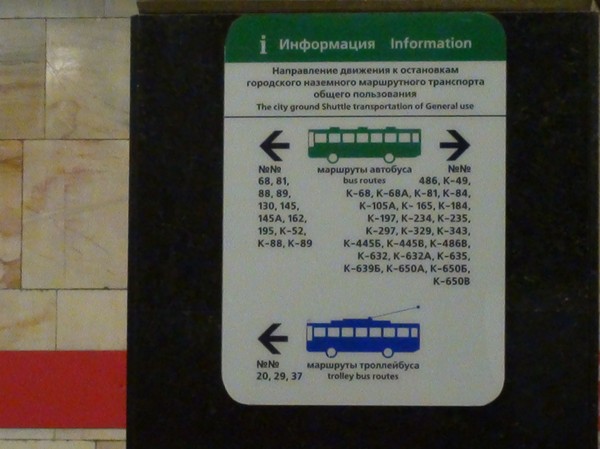 i Информация Information
Направление движения к остановкам
городского наземного маршрутного транспорта
общего пользования
The city ground Shuttle transportation of General use
№№
68, 81,
88, 89,
130, 145,
145А, 162,
195, К-52,
К-88, К-89
маршруты автобуса
bus routes
№№
486, К-49,
К-68, К-68А, К-81, К-84,
К-105А, К- 165, К-184,
К-197, К-234, К-235,
К-297, К-329, К-343,
К-445Б, К-445В, К-486В,
К-632, К-632А, К-635,
К-639Б, К-650А, К-650Б,
К-650В
маршруты троллейбуса
trolley bus routes
№№
20, 29, 37